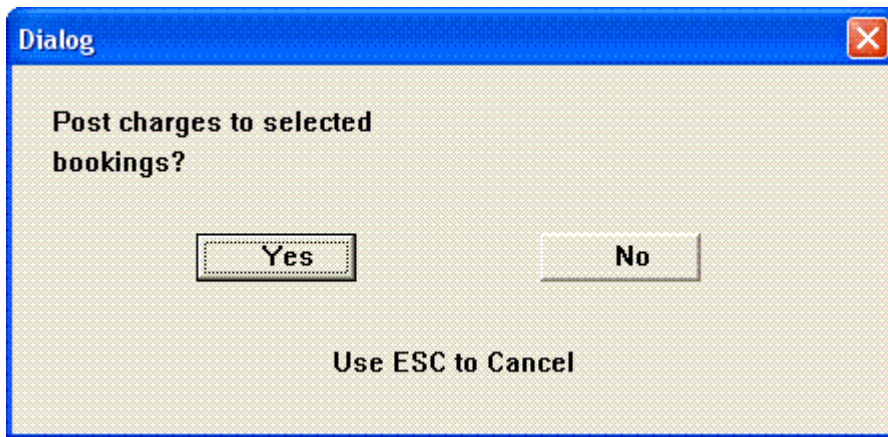 Dialog
Post charges to selected
bookings?
Yes No
Use ESC to Cancel